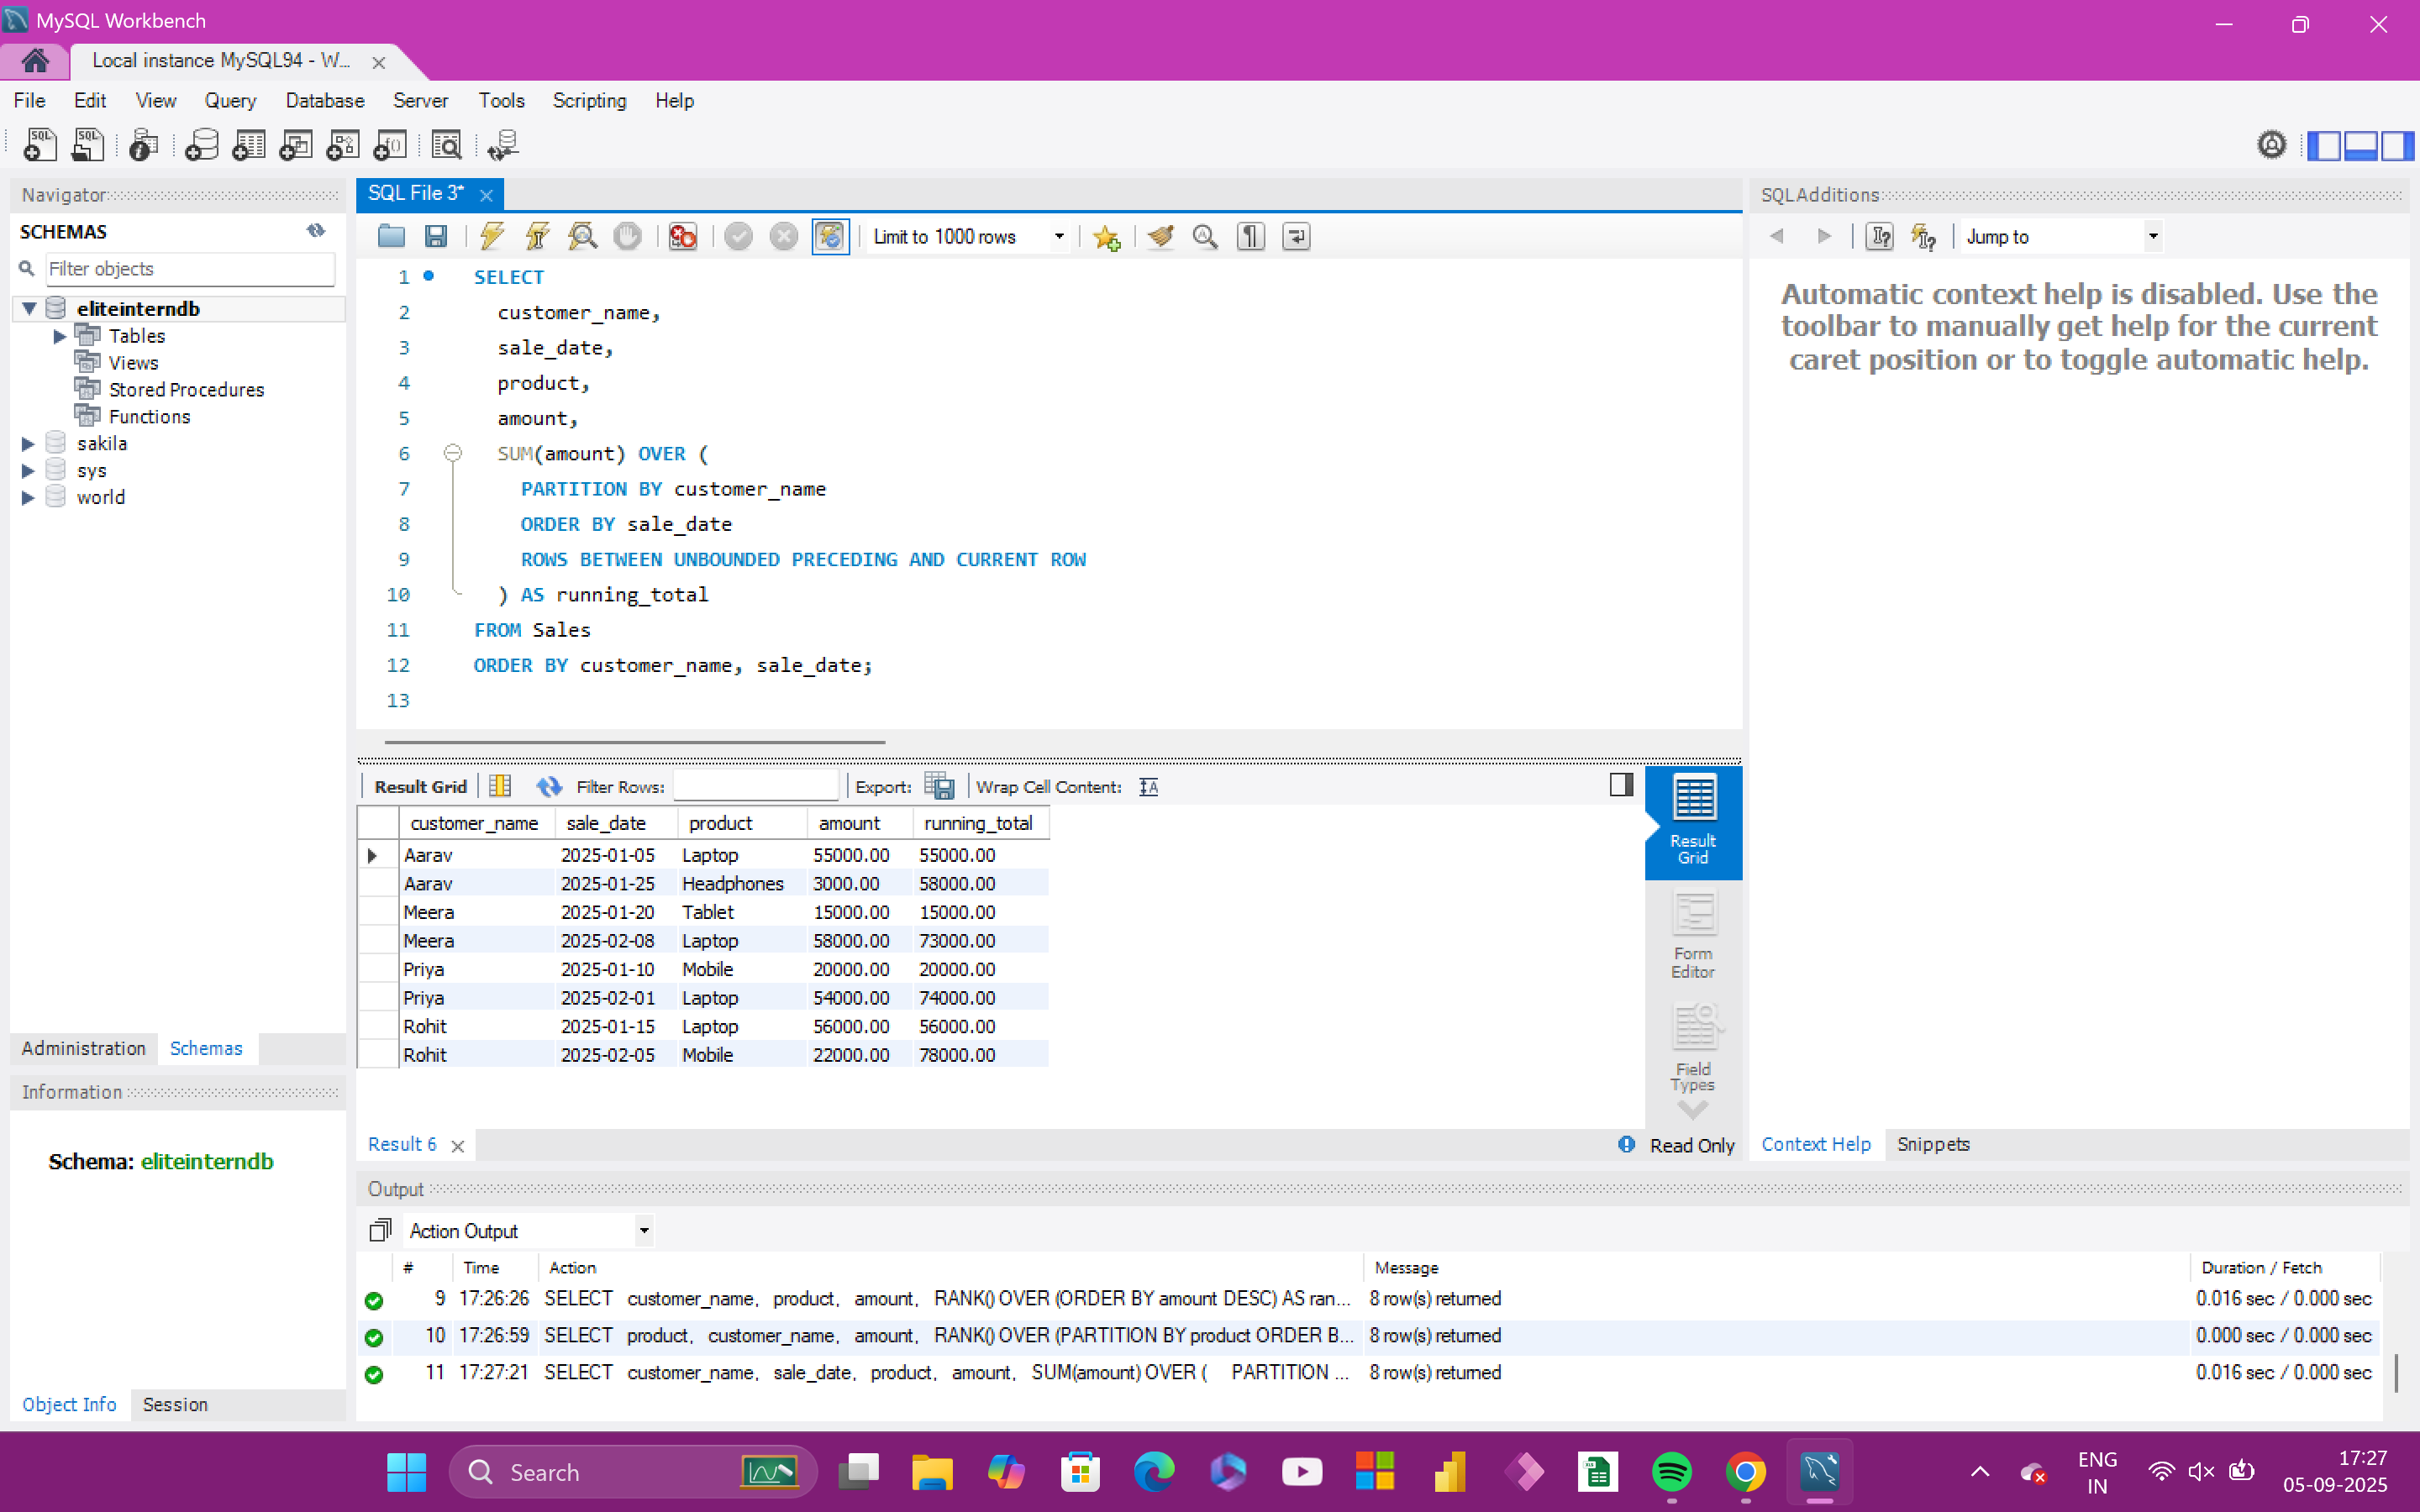 MySQL Workbench
Local instance MySQL94 - W...
File Edit View Query Database Server Tools Scripting Help
Navigator
SCHEMAS
Filter objects
eliteinterndb
Tables
Views
Stored Procedures
Functions
sakila
sys
world
Administration Schemas
Information
Schema: eliteinterndb
Object Info Session
SQL File 3*
Limit to 1000 rows
1 SELECT
2 customer_name,
3 sale_date,
4 product,
5 amount,
6 SUM(amount) OVER (
7 PARTITION BY customer_name
8 ORDER BY sale_date
9 ROWS BETWEEN UNBOUNDED PRECEDING AND CURRENT ROW
10 ) AS running_total
11 FROM Sales
12 ORDER BY customer_name, sale_date;
13
Result Grid Filter Rows: Export: Wrap Cell Content:
customer_name sale_date product amount running_total
Aarav 2025-01-05 Laptop 55000.00 55000.00
Aarav 2025-01-25 Headphones 3000.00 58000.00
Meera 2025-01-20 Tablet 15000.00 15000.00
Meera 2025-02-08 Laptop 58000.00 73000.00
Priya 2025-01-10 Mobile 20000.00 20000.00
Priya 2025-02-01 Laptop 54000.00 74000.00
Rohit 2025-01-15 Laptop 56000.00 56000.00
Rohit 2025-02-05 Mobile 22000.00 78000.00
Result
Grid
Form
Editor
Field
Types
Result 6
Read Only
SQLAdditions
Jump to
Automatic context help is disabled. Use the
toolbar to manually get help for the current
caret position or to toggle automatic help.
Context Help Snippets
Output
Action Output
# Time Action Message Duration / Fetch
9 17:26:26 SELECT customer_name, product, amount, RANK() OVER (ORDER BY amount DESC) AS ran... 8 row(s) returned 0.016 sec / 0.000 sec
10 17:26:59 SELECT product, customer_name, amount, RANK() OVER (PARTITION BY product ORDER B... 8 row(s) returned 0.000 sec / 0.000 sec
11 17:27:21 SELECT customer_name, sale_date, product, amount, SUM(amount) OVER ( PARTITION ... 8 row(s) returned 0.016 sec / 0.000 sec
Search
ENG
IN
17:27
05-09-2025